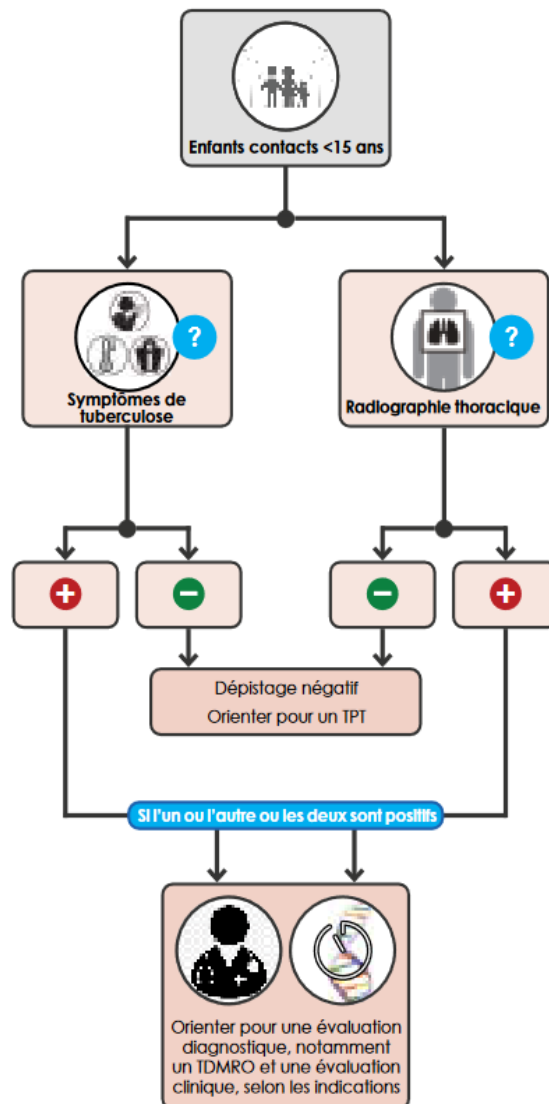 Enfants contacts <15 ans
?
Symptômes de
tuberculose
?
Radiographie thoracique
+
−
−
+
Dépistage négatif
Orienter pour un TPT
Si l'un ou l'autre ou les deux sont positifs
Orienter pour une évaluation
diagnostique, notamment
un TDMRO et une évaluation
clinique, selon les indications